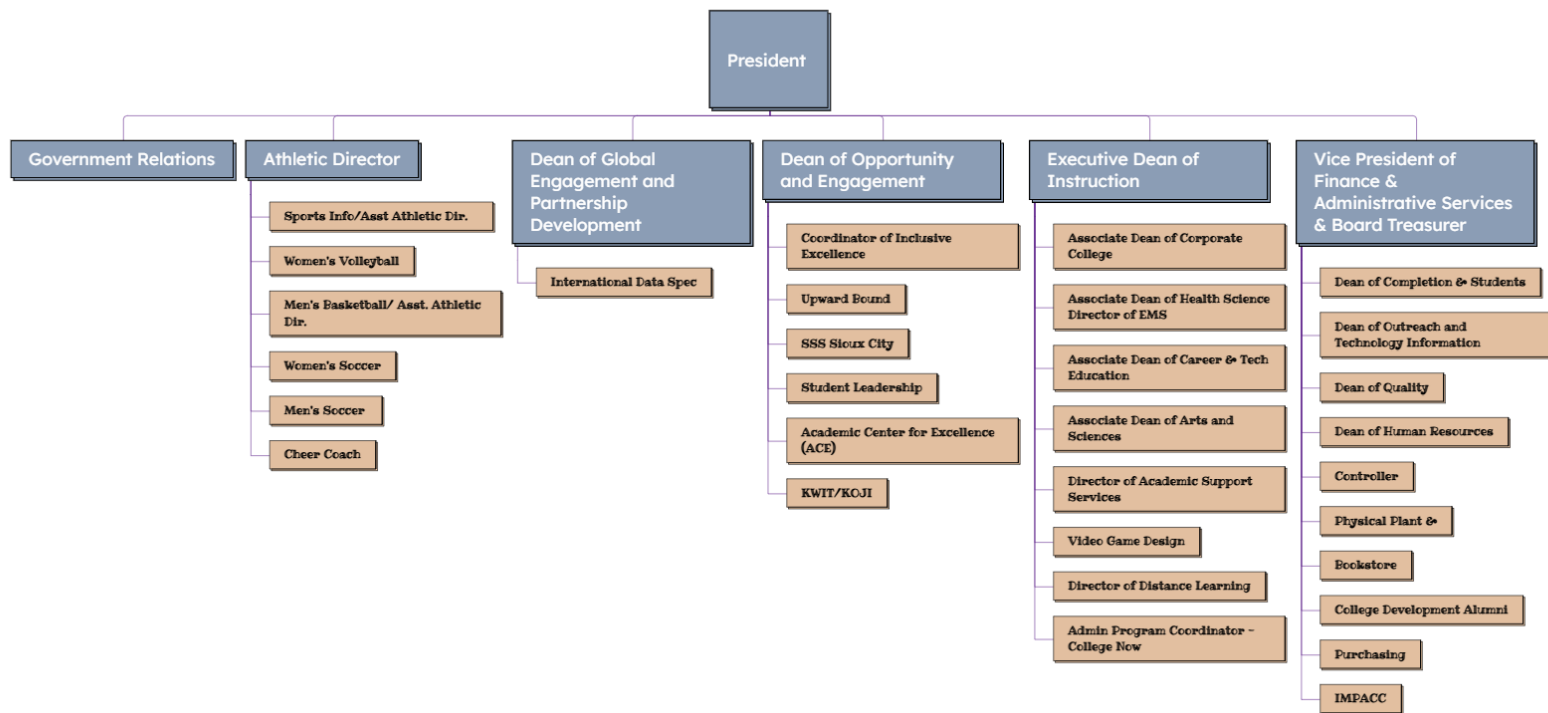 President
Government Relations
Athletic Director
Sports Info/Asst Athletic Dir.
Women's Volleyball
Men's Basketball/ Asst. Athletic
Dir.
Women's Soccer
Men's Soccer
Cheer Coach
Dean of Global
Engagement and
Partnership
Development
International Data Spec
Dean of Opportunity
and Engagement
Coordinator of Inclusive
Excellence
Upward Bound
SSS Sioux City
Student Leadership
Academic Center for Excellence
(ACE)
KWIT/KOJI
Executive Dean of
Instruction
Associate Dean of Corporate
College
Associate Dean of Health Science
Director of EMS
Associate Dean of Career & Tech
Education
Associate Dean of Arts and
Sciences
Director of Academic Support
Services
Video Game Design
Director of Distance Learning
Admin Program Coordinator -
College Now
Vice President of
Finance &
Administrative Services
& Board Treasurer
Dean of Completion & Students
Dean of Outreach and
Technology Information
Dean of Quality
Dean of Human Resources
Controller
Physical Plant &
Bookstore
College Development Alumni
Purchasing
IMPACC